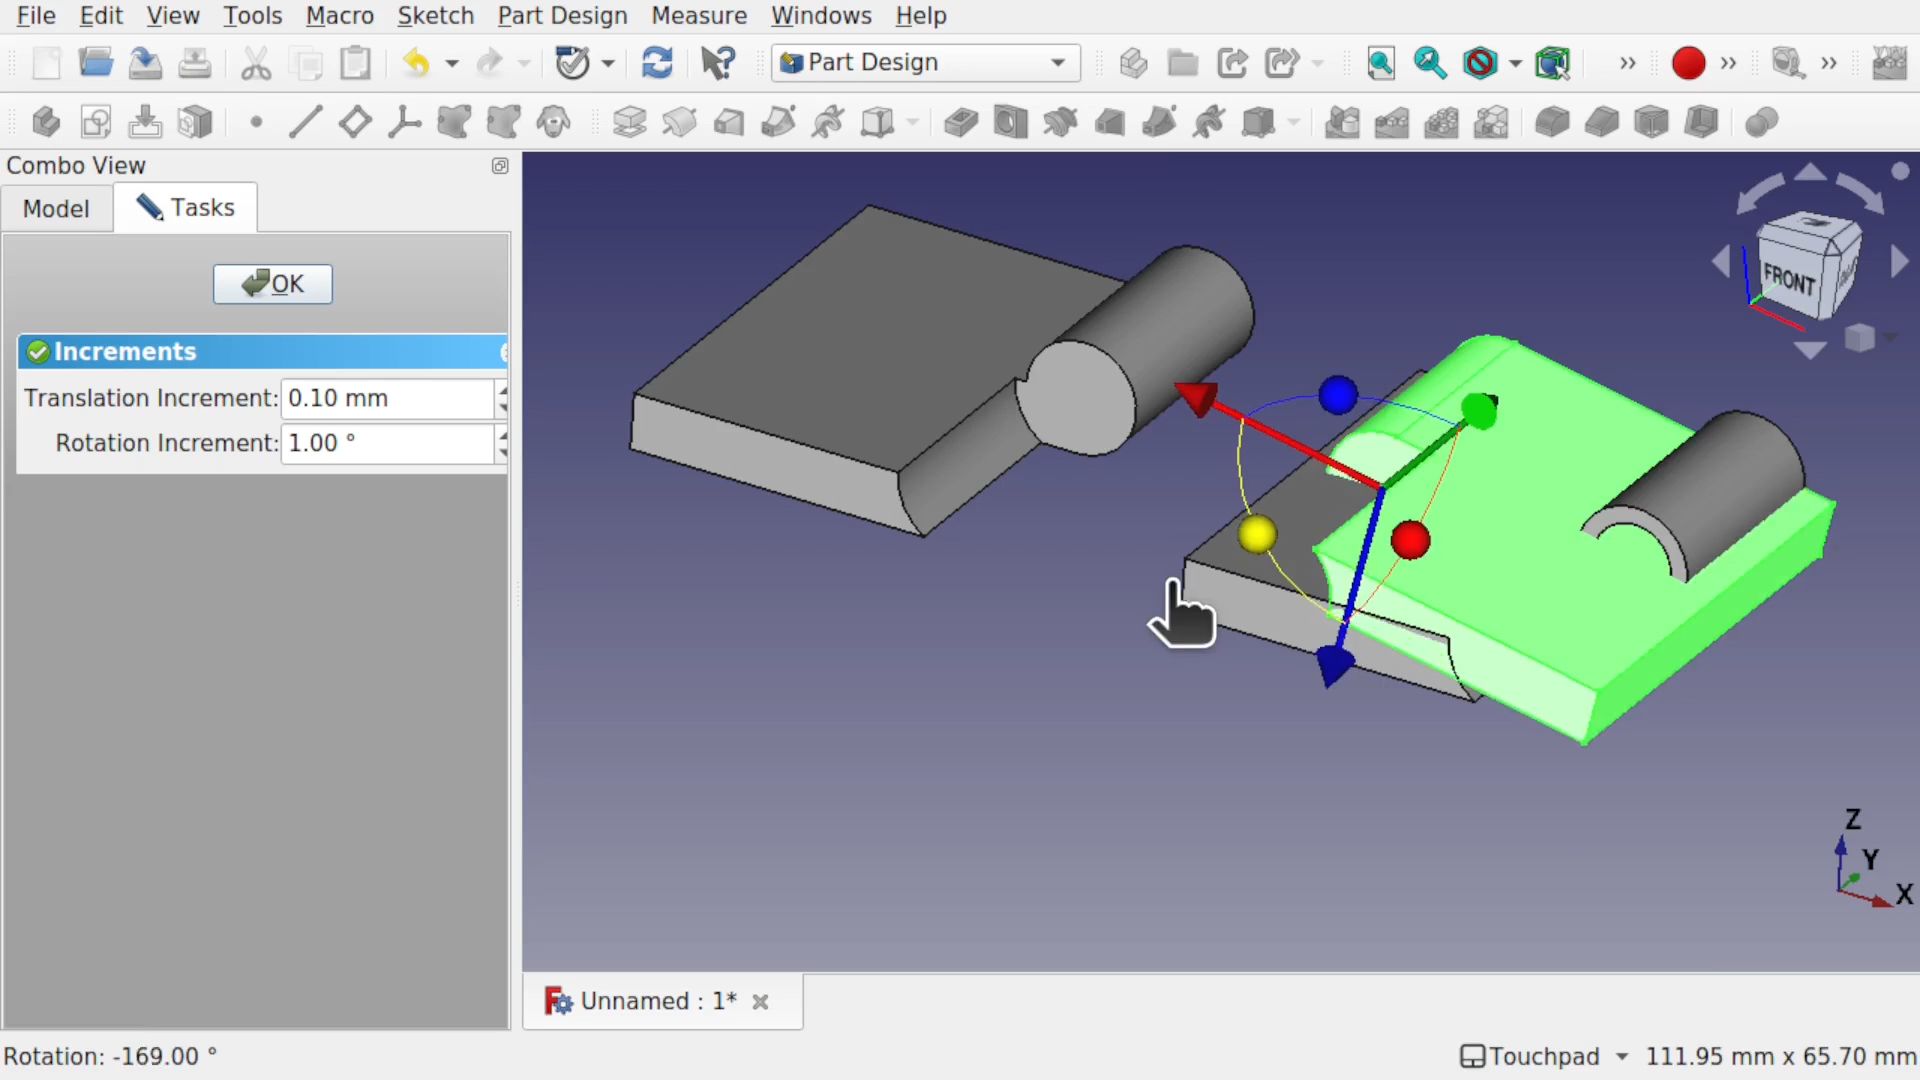 File Edit View Tools Macro Sketch Part Design Measure Windows Help
Part Design
Combo View
Model Tasks
OK
Increments
Translation Increment: 0.10 mm
Rotation Increment: 1.00 °
FRONT
Z
Y
X
Unnamed : 1*
Rotation: -169.00 ° Touchpad 111.95 mm x 65.70 mm